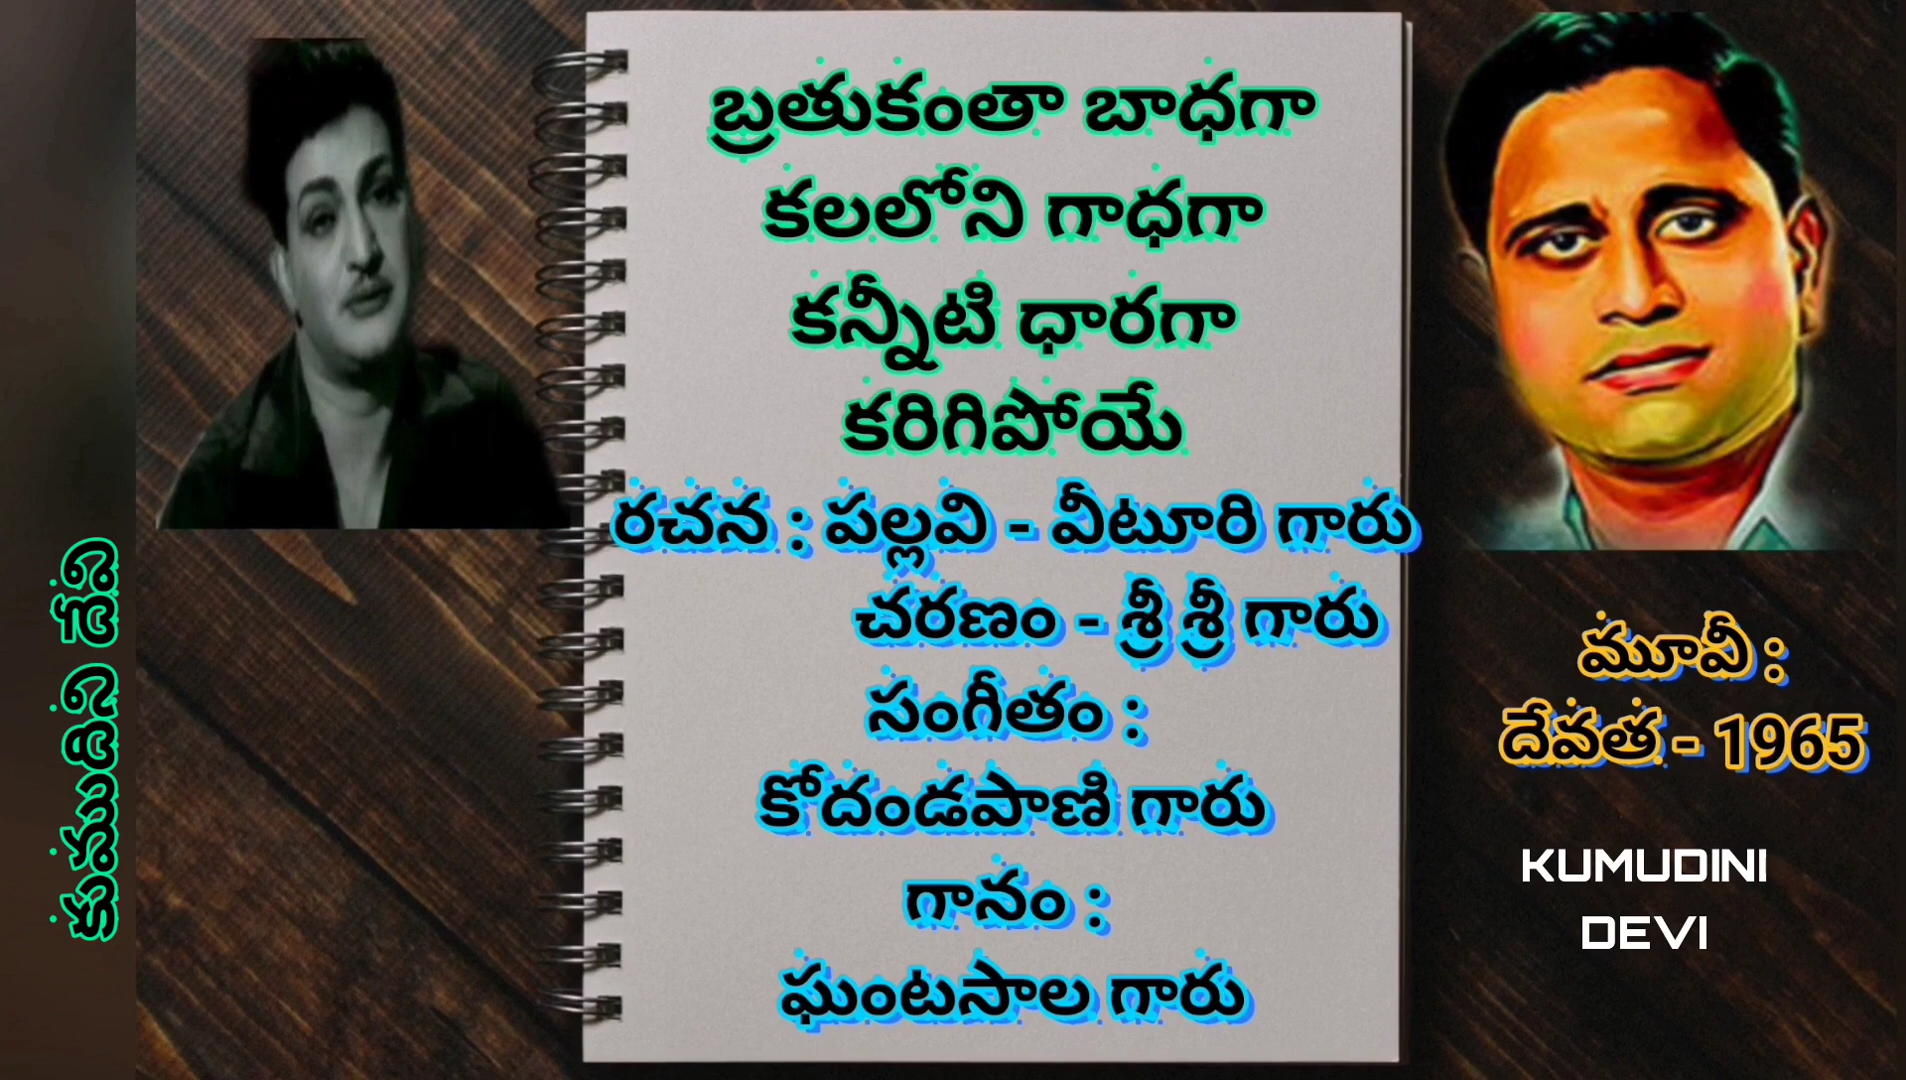 బ్రతుకంతా బాధగా
కలలోని గాధగా
కన్నీటి ధారగా
కరిగిపోయే
రచన : పల్లవి - వీటూరి గారు
చరణం - శ్రీ శ్రీ గారు
సంగీతం :
కోదండపాణి గారు
గానం :
ఘంటసాల గారు
మూవీ :
దేవత - 1965
KUMUDINI
DEVI
కుముదిని దేవి